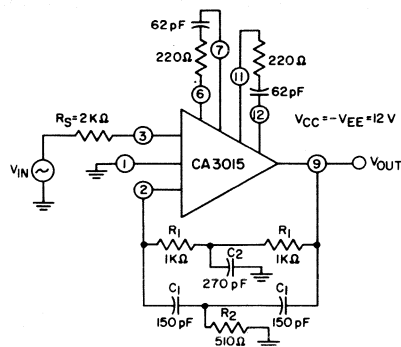 62pF
7
220Ω
6
11
220Ω
62pF
12
VCC=-VEE=12V
RS=2KΩ
3
VIN
1
CA3015
9
VOUT
2
R1
1KΩ
C2
270pF
R1
1KΩ
C1
150pF
R2
510Ω
C1
150pF